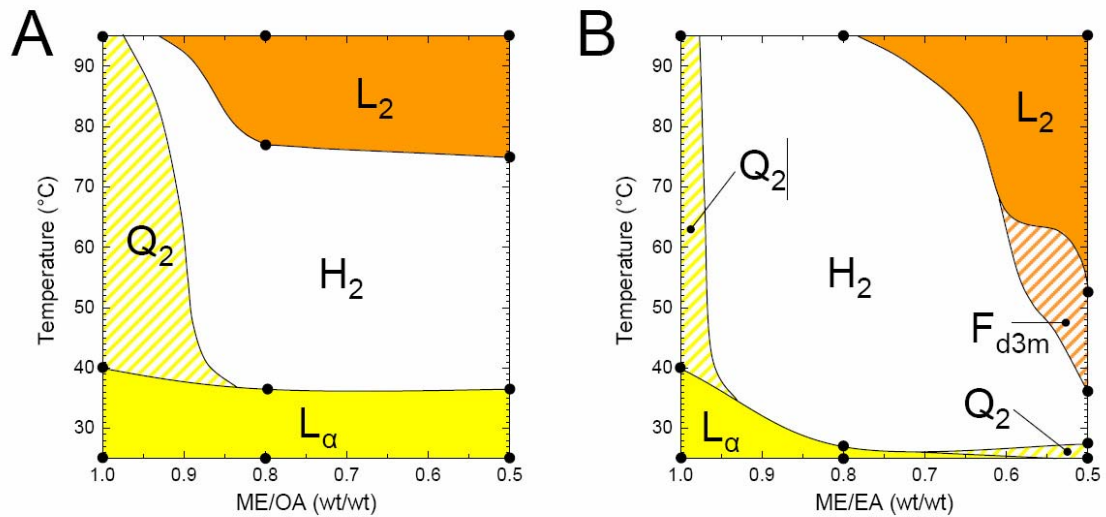 A
90
80
70
60
50
40
30
Temperature (°C)
L₂
Q₂
H₂
Lα
1.0 0.9 0.8 0.7 0.6 0.5
ME/OA (wt/wt)
B
90
80
70
60
50
40
30
Temperature (°C)
L₂
Q₂
H₂
Fd3m
Q₂
Lα
1.0 0.9 0.8 0.7 0.6 0.5
ME/EA (wt/wt)